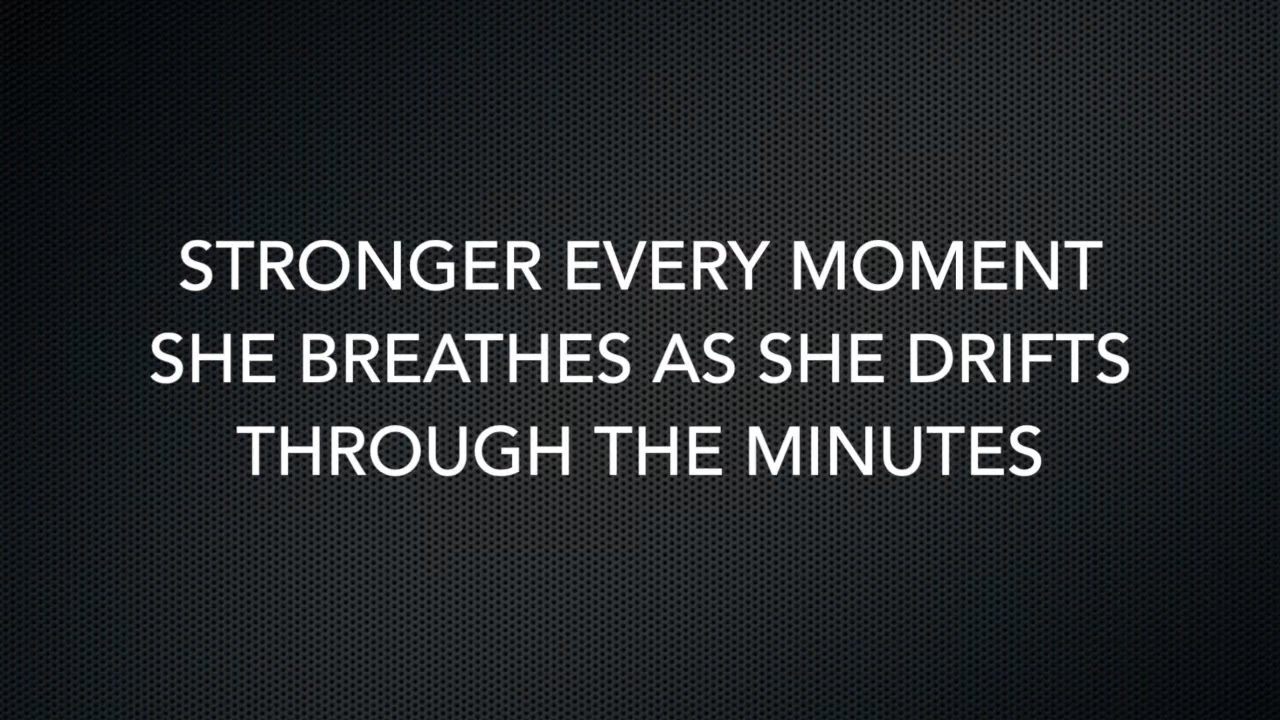 STRONGER EVERY MOMENT
SHE BREATHES AS SHE DRIFTS
THROUGH THE MINUTES